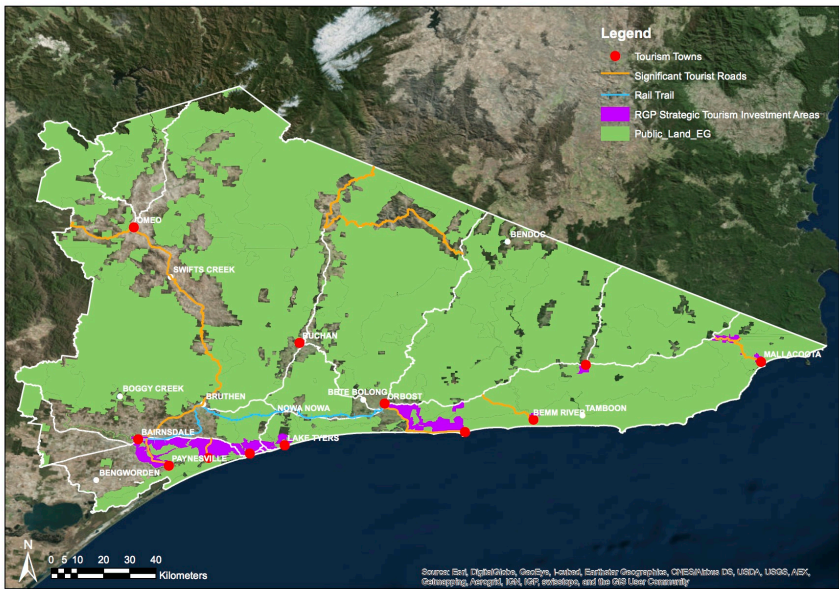 Legend
Tourism Towns
Significant Tourist Roads
Rail Trail
RGP Strategic Tourism Investment Areas
Public_Land_EG
OMEO
BENDOC
SWIFTS CREEK
BUCHAN
MALLACOOTA
BOGGY CREEK
BRUTHEN
BETE BOLONG
ORBOST
NOWA NOWA
TAMBOON
BEMM RIVER
BAIRNSDALE
LAKE TYERS
PAYNESVILLE
BENGWORDEN
N
0 5 10 20 30 40
Kilometers
Source: Esri, DigitalGlobe, GeoEye, i-cubed, Earthstar Geographics, CNES/Airbus DS, USDA, USGS, AEX,
Getmapping, Aerogrid, IGN, IGP, swisstopo, and the GIS User Community